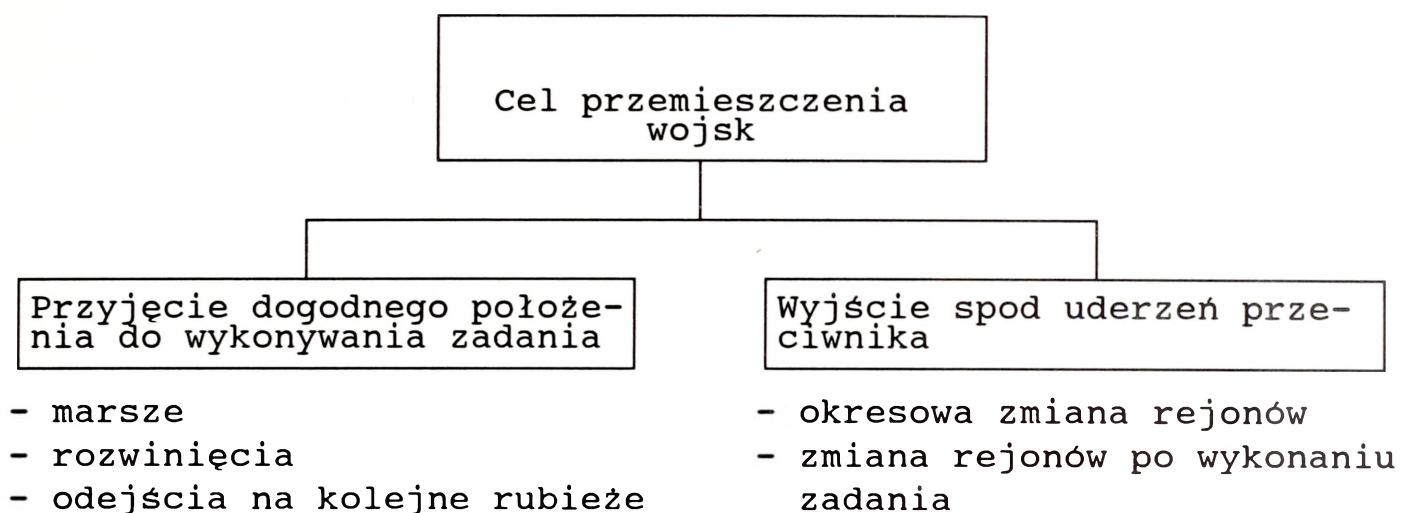 Cel przemieszczenia
wojsk
Przyjęcie dogodnego położe-
nia do wykonywania zadania
- marsze
- rozwinięcia
- odejścia na kolejne rubieże
Wyjście spod uderzeń prze-
ciwnika
- okresowa zmiana rejonów
- zmiana rejonów po wykonaniu
zadania